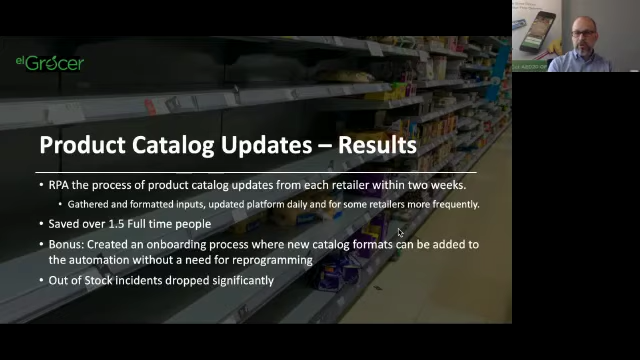 elGrocer
Product Catalog Updates – Results
• RPA the process of product catalog updates from each retailer within two weeks.
• Gathered and formatted inputs, updated platform daily and for some retailers more frequently.
• Saved over 1.5 Full time people
• Bonus: Created an onboarding process where new catalog formats can be added to
the automation without a need for reprogramming
• Out of Stock incidents dropped significantly